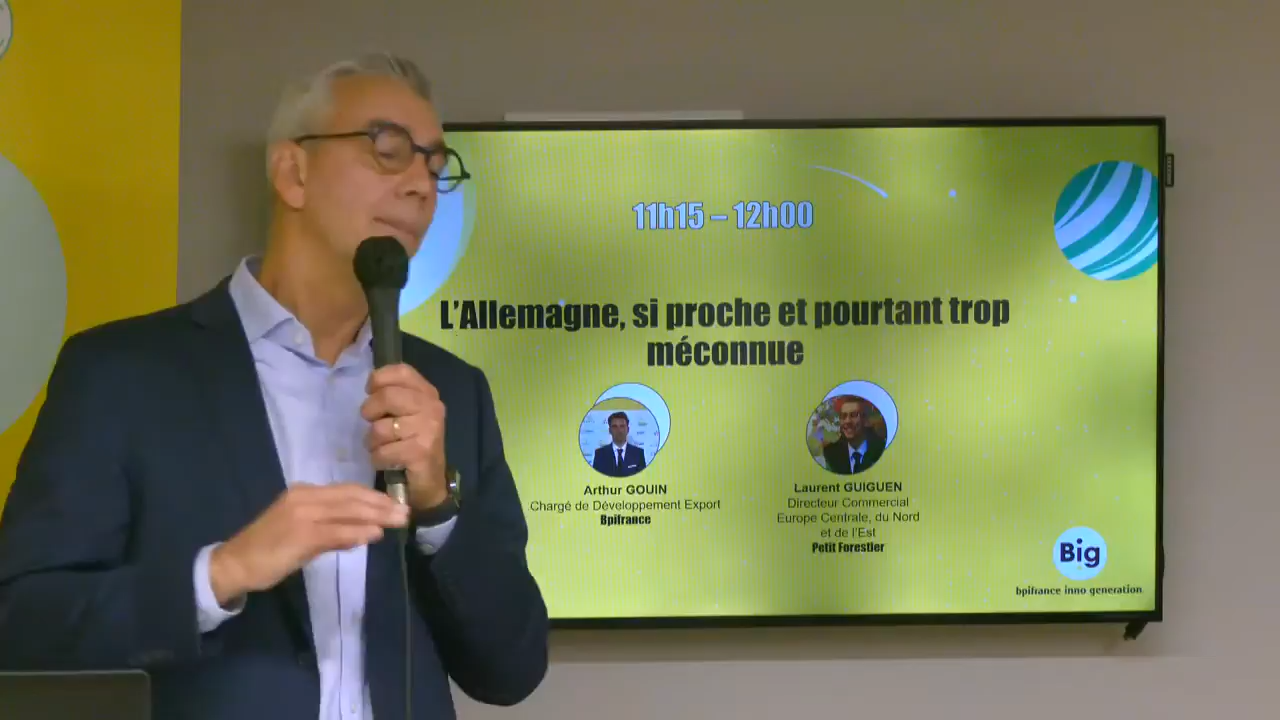 11h15 – 12h00
L'Allemagne, si proche et pourtant trop
méconnue
Arthur GOUIN
Chargé de Développement Export
Bpifrance
Laurent GUIGUEN
Directeur Commercial
Europe Centrale, du Nord
et de l'Est
Petit Forestier
Big
bpifrance inno generation